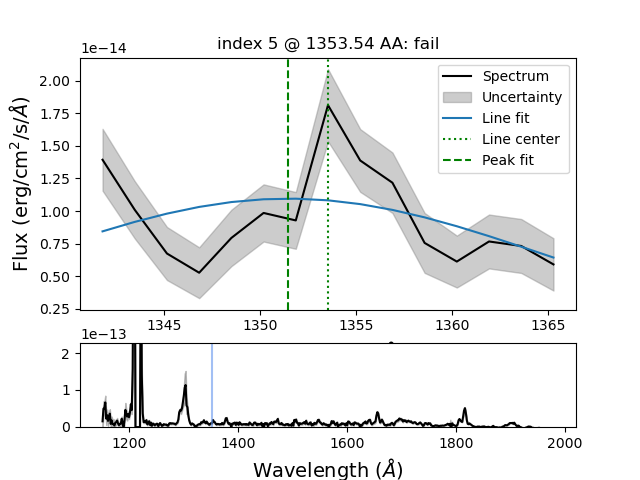 index 5 @ 1353.54 AA: fail
1e−14
Flux (erg/cm²/s/Å)
2.00
1.75
1.50
1.25
1.00
0.75
0.50
0.25
Spectrum
Uncertainty
Line fit
Line center
Peak fit
1345 1350 1355 1360 1365
1e−13
2
1
0
1200 1400 1600 1800 2000
Wavelength (Å)